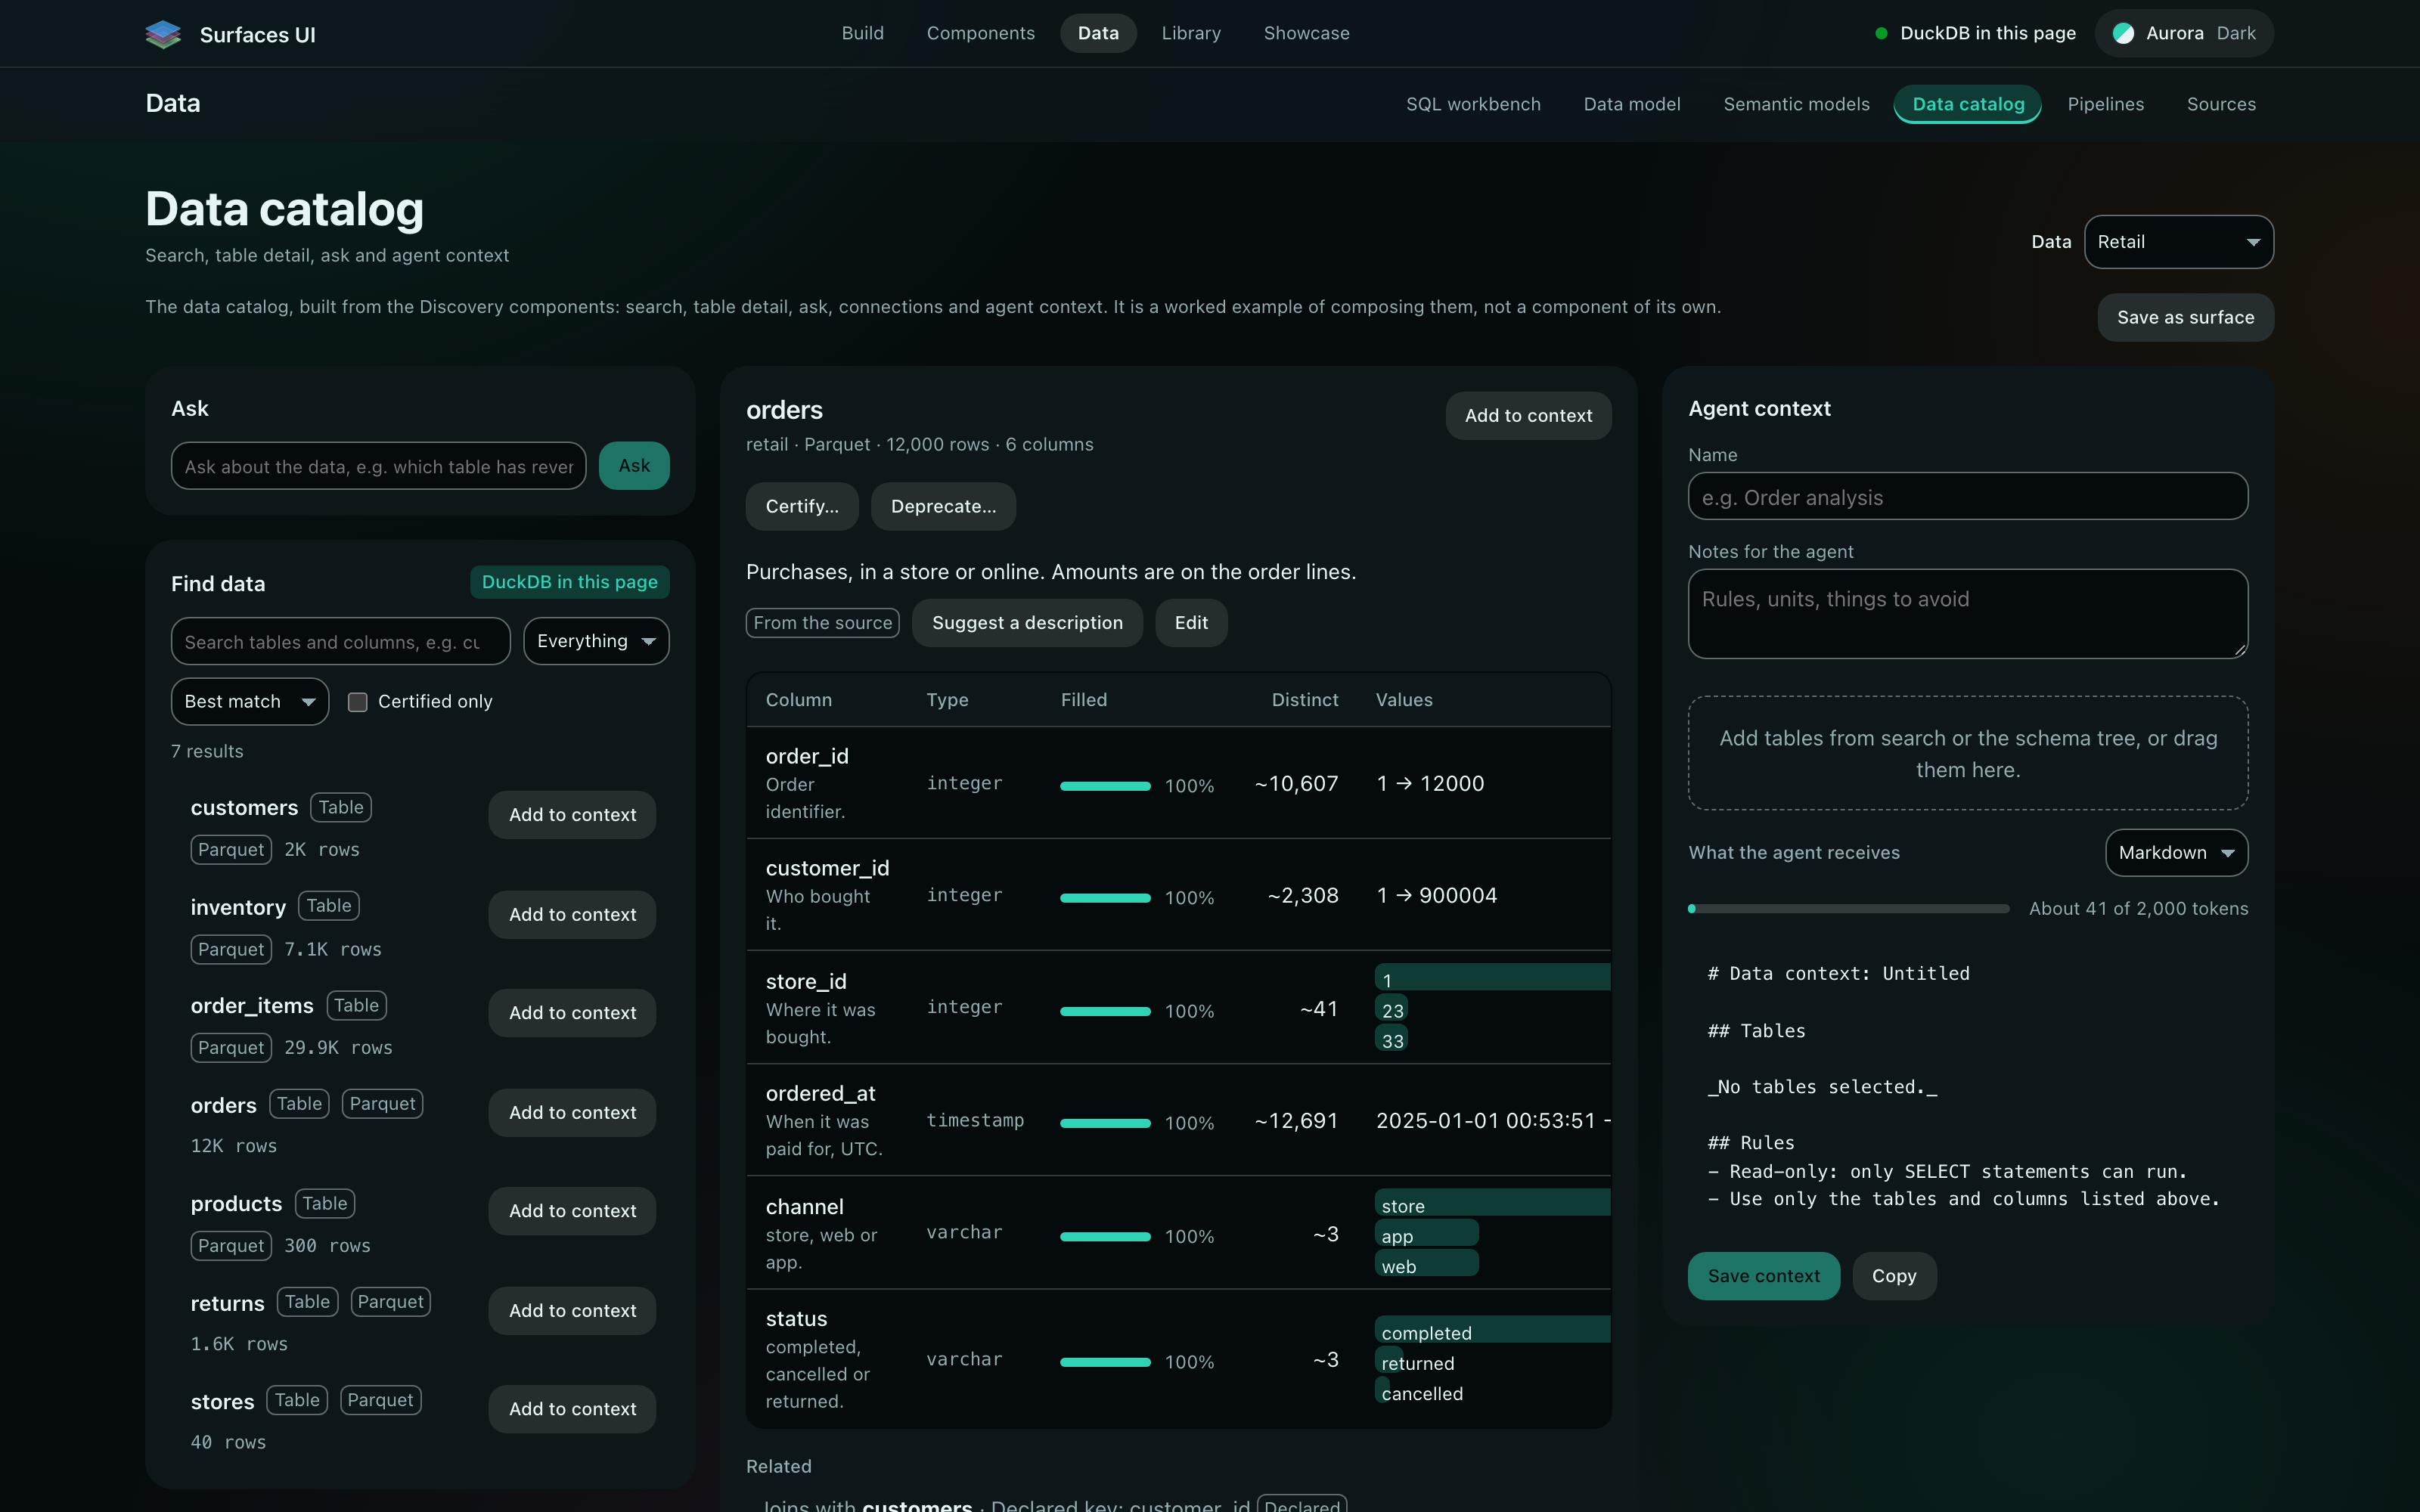 Surfaces UI
Build
Components
Data
Library
Showcase
DuckDB in this page
Aurora Dark
Data
SQL workbench
Data model
Semantic models
Data catalog
Pipelines
Sources
Data catalog
Search, table detail, ask and agent context
Data
Retail
The data catalog, built from the Discovery components: search, table detail, ask, connections and agent context. It is a worked example of composing them, not a component of its own.
Save as surface
Ask
Ask about the data, e.g. which table has rever
Ask
Find data
DuckDB in this page
Search tables and columns, e.g. cu
Everything
Best match
Certified only
7 results
customers Table
Parquet 2K rows
Add to context
inventory Table
Parquet 7.1K rows
Add to context
order_items Table
Parquet 29.9K rows
Add to context
orders Table Parquet
12K rows
Add to context
products Table
Parquet 300 rows
Add to context
returns Table Parquet
1.6K rows
Add to context
stores Table Parquet
40 rows
Add to context
orders
retail · Parquet · 12,000 rows · 6 columns
Add to context
Certify...
Deprecate...
Purchases, in a store or online. Amounts are on the order lines.
From the source
Suggest a description
Edit
Column Type Filled Distinct Values
order_id
Order
identifier.
integer 100% ~10,607 1 → 12000
customer_id
Who bought
it.
integer 100% ~2,308 1 → 900004
store_id
Where it was
bought.
integer 100% ~41
1
23
33
ordered_at
When it was
paid for, UTC.
timestamp 100% ~12,691 2025-01-01 00:53:51
channel
store, web or
app.
varchar 100% ~3
store
app
web
status
completed,
cancelled or
returned.
varchar 100% ~3
completed
returned
cancelled
Related
Joins with customers · Declared key: customer_id Declared
Agent context
Name
e.g. Order analysis
Notes for the agent
Rules, units, things to avoid
Add tables from search or the schema tree, or drag
them here.
What the agent receives
Markdown
About 41 of 2,000 tokens
# Data context: Untitled
## Tables
_No tables selected._
## Rules
- Read-only: only SELECT statements can run.
- Use only the tables and columns listed above.
Save context
Copy